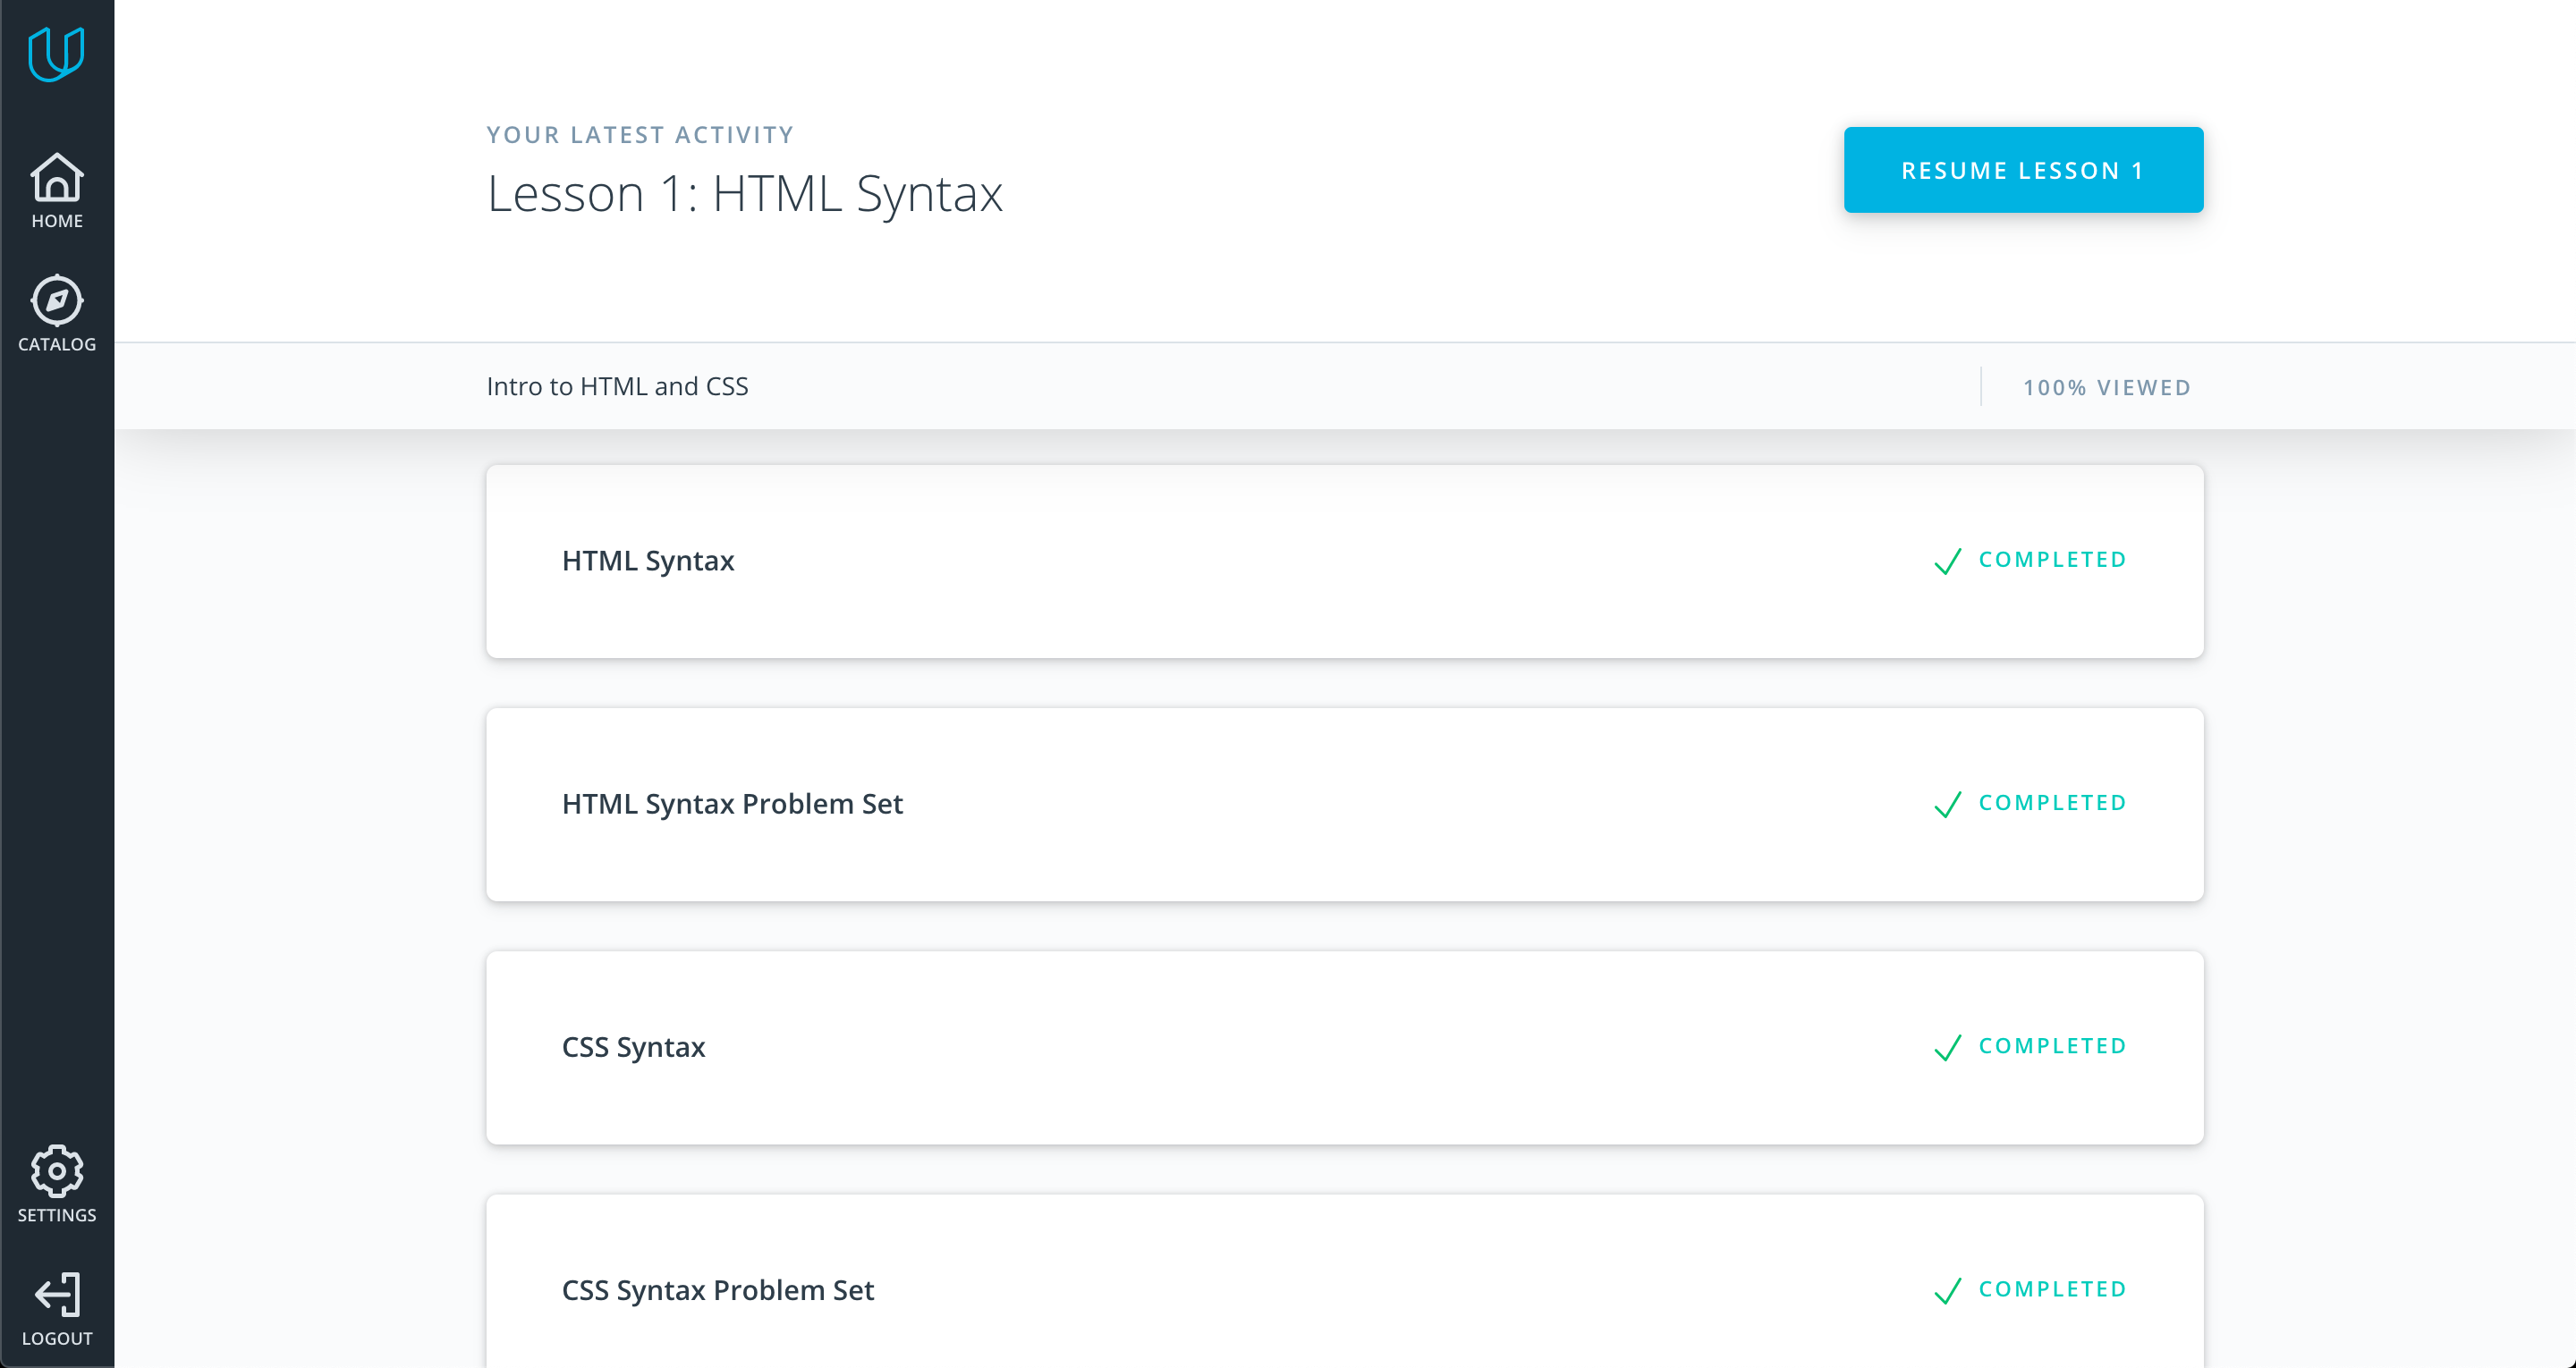 HOME
CATALOG
SETTINGS
LOGOUT
YOUR LATEST ACTIVITY
Lesson 1: HTML Syntax
RESUME LESSON 1
Intro to HTML and CSS
100% VIEWED
HTML Syntax
COMPLETED
HTML Syntax Problem Set
COMPLETED
CSS Syntax
COMPLETED
CSS Syntax Problem Set
COMPLETED